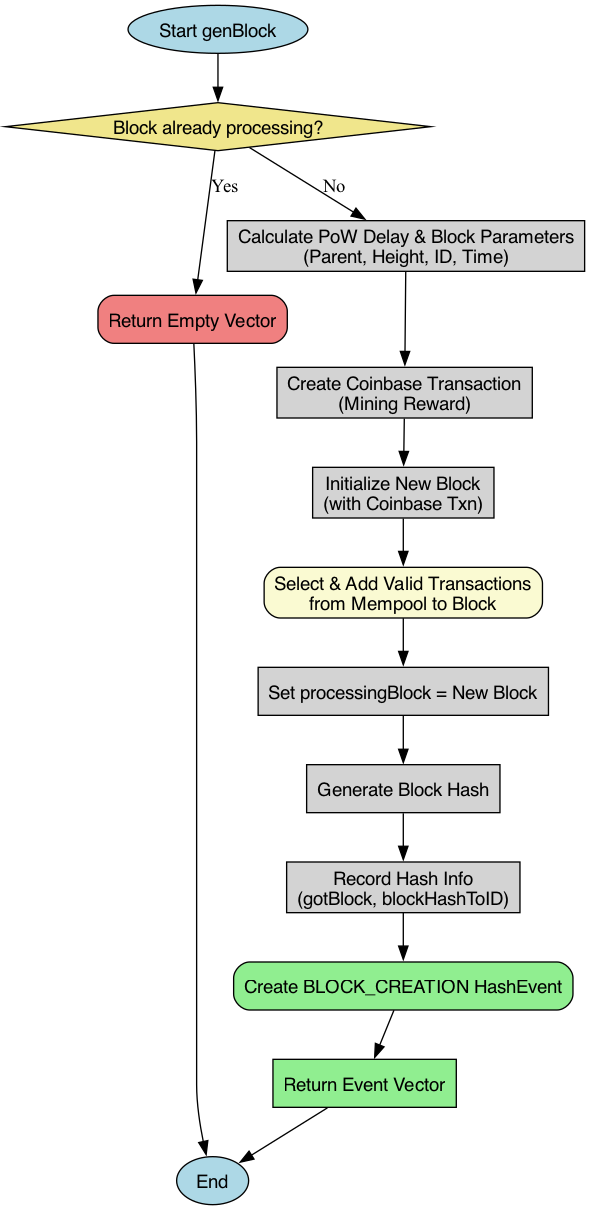 Start genBlock
Block already processing?
Yes
No
Calculate PoW Delay & Block Parameters
(Parent, Height, ID, Time)
Return Empty Vector
Create Coinbase Transaction
(Mining Reward)
Initialize New Block
(with Coinbase Txn)
Select & Add Valid Transactions
from Mempool to Block
Set processingBlock = New Block
Generate Block Hash
Record Hash Info
(gotBlock, blockHashToID)
Create BLOCK_CREATION HashEvent
Return Event Vector
End